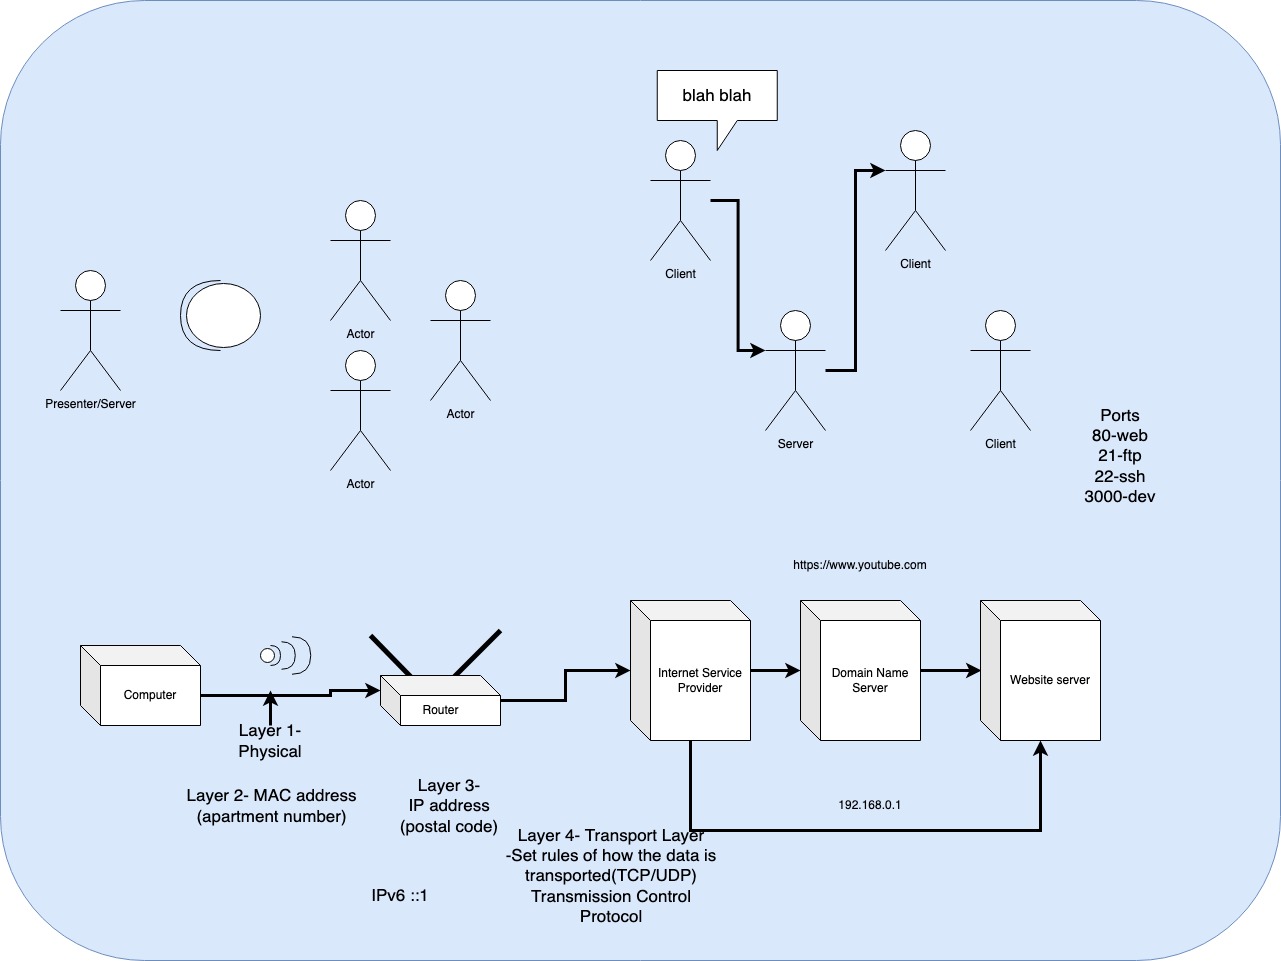 blah blah
Client
Client
Actor
Actor
Presenter/Server
Actor
Server
Client
Ports
80-web
21-ftp
22-ssh
3000-dev
https://www.youtube.com
Computer
Router
Internet Service
Provider
Domain Name
Server
Website server
Layer 1-
Physical
Layer 2- MAC address
(apartment number)
Layer 3-
IP address
(postal code)
192.168.0.1
Layer 4- Transport Layer
-Set rules of how the data is
transported(TCP/UDP)
Transmission Control
Protocol
IPv6 ::1